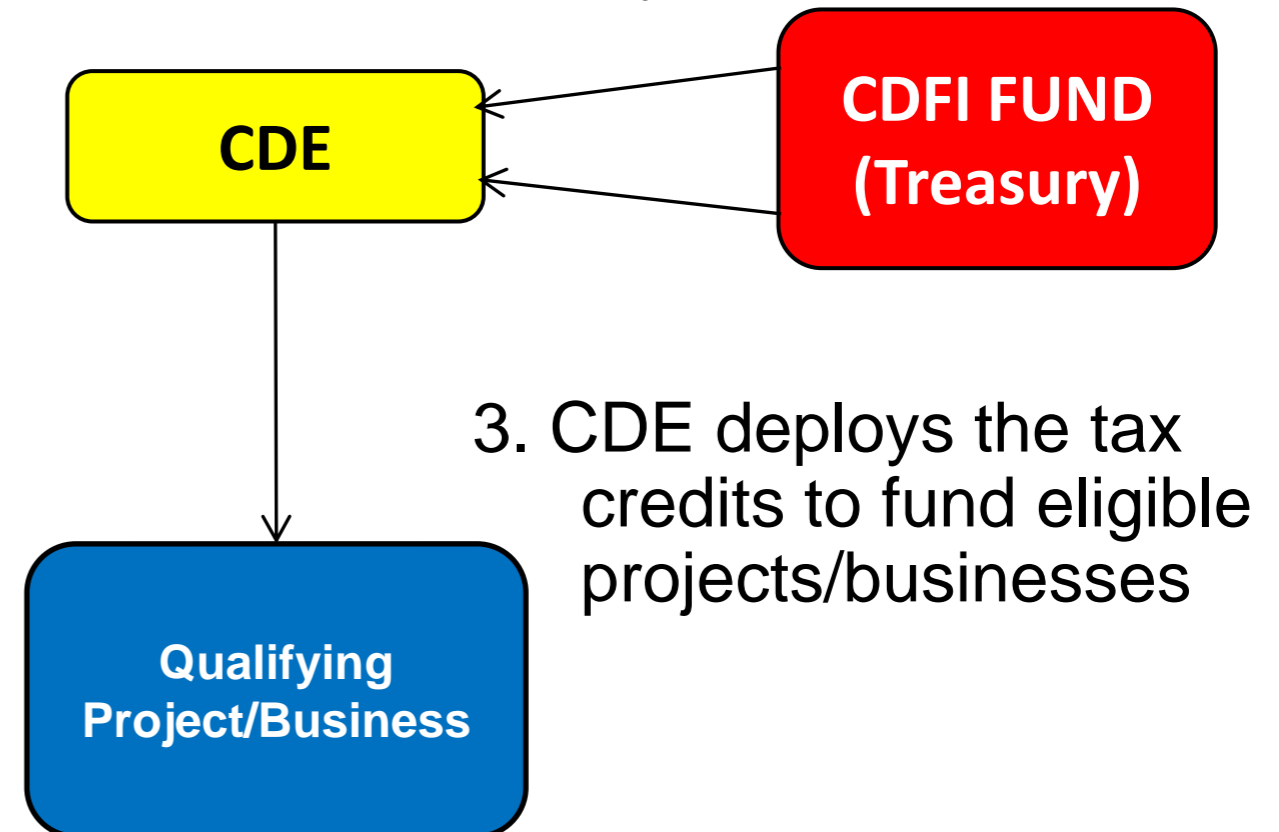 CDFI FUND
(Treasury)
CDE
3. CDE deploys the tax
credits to fund eligible
projects/businesses
Qualifying
Project/Business